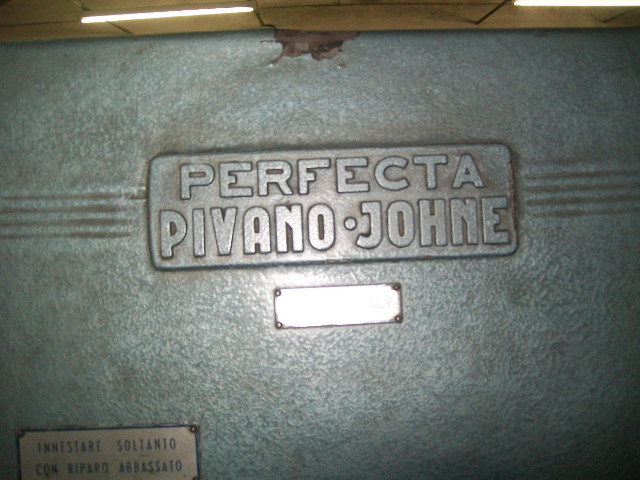 PERFECTA
PIVANO·JOHNE
INNESTARE SOLTANTO
CON RIPARO ABBASSATO